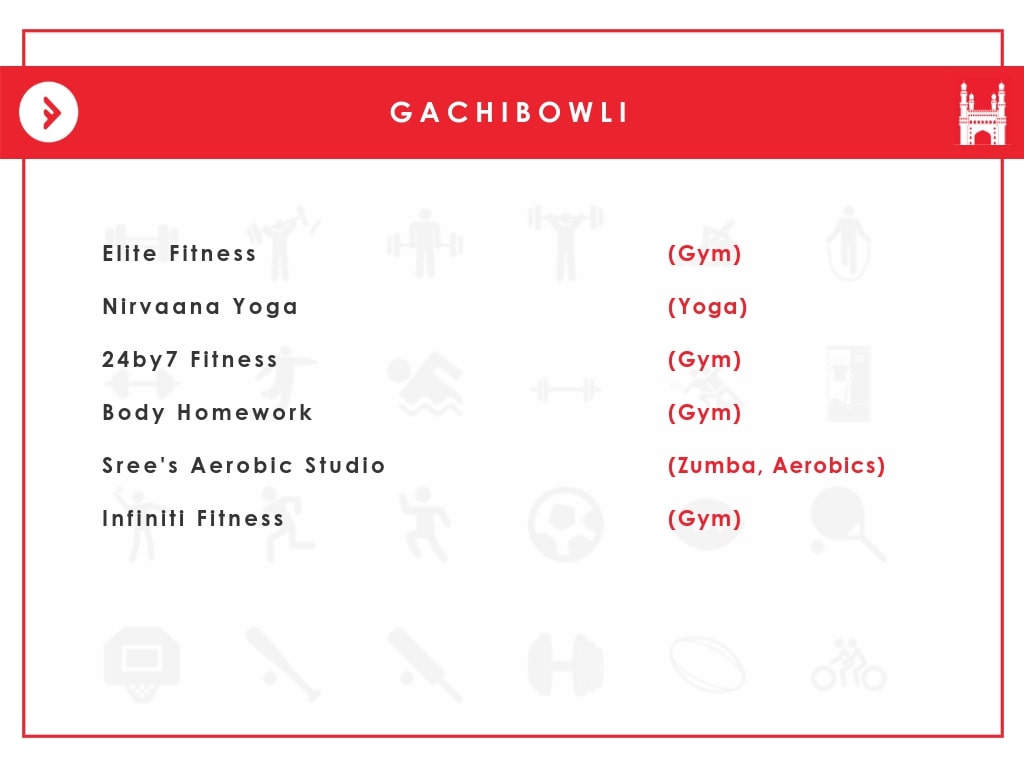 GACHIBOWLI
Elite Fitness (Gym)
Nirvaana Yoga (Yoga)
24by7 Fitness (Gym)
Body Homework (Gym)
Sree's Aerobic Studio (Zumba, Aerobics)
Infiniti Fitness (Gym)